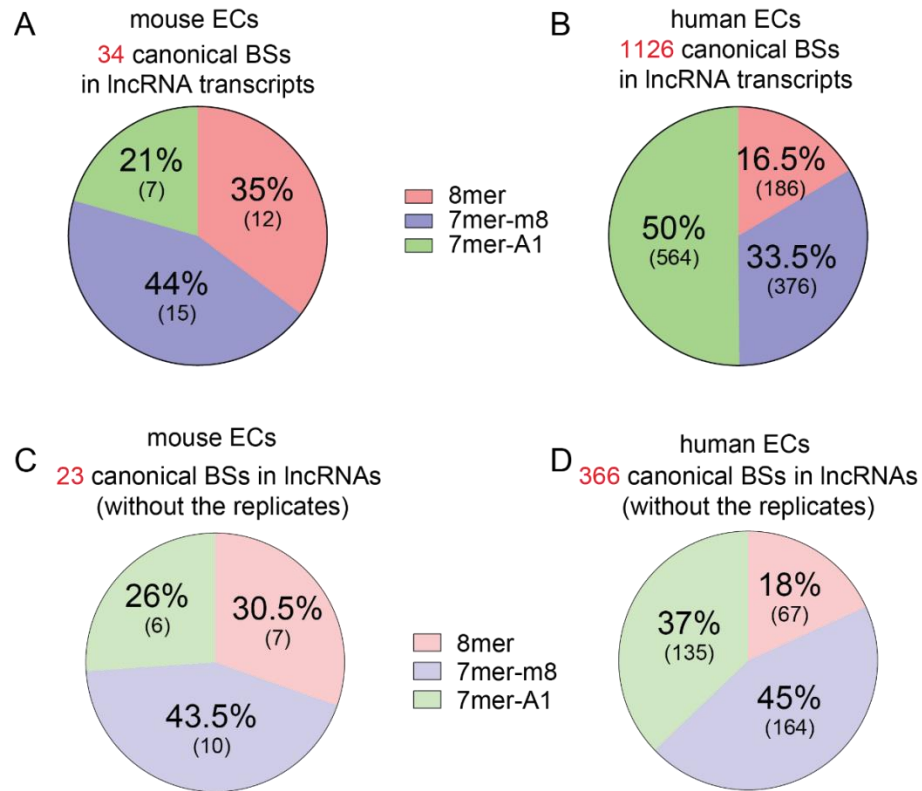 A
mouse ECs
34 canonical BSs
in lncRNA transcripts
21%
(7)
35%
(12)
44%
(15)
8mer
7mer-m8
7mer-A1
B
human ECs
1126 canonical BSs
in lncRNA transcripts
16.5%
(186)
50%
(564)
33.5%
(376)
C
mouse ECs
23 canonical BSs in lncRNAs
(without the replicates)
26%
(6)
30.5%
(7)
43.5%
(10)
8mer
7mer-m8
7mer-A1
D
human ECs
366 canonical BSs in lncRNAs
(without the replicates)
18%
(67)
37%
(135)
45%
(164)